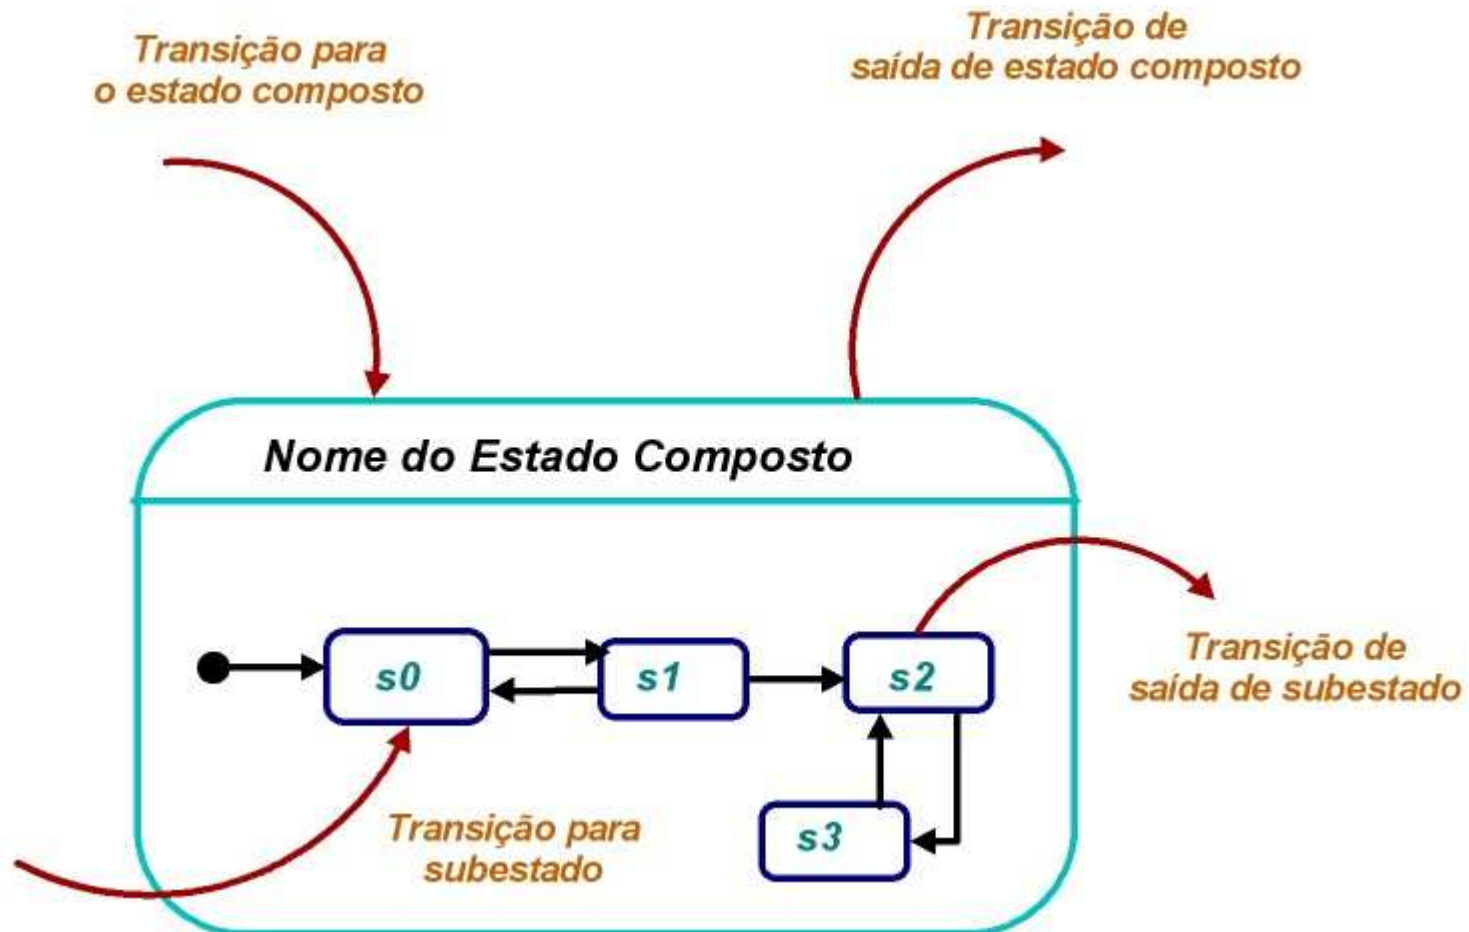 Transição para
o estado composto
Transição de
saída de estado composto
Nome do Estado Composto
s0
s1
s2
Transição de
saída de subestado
s3
Transição para
subestado